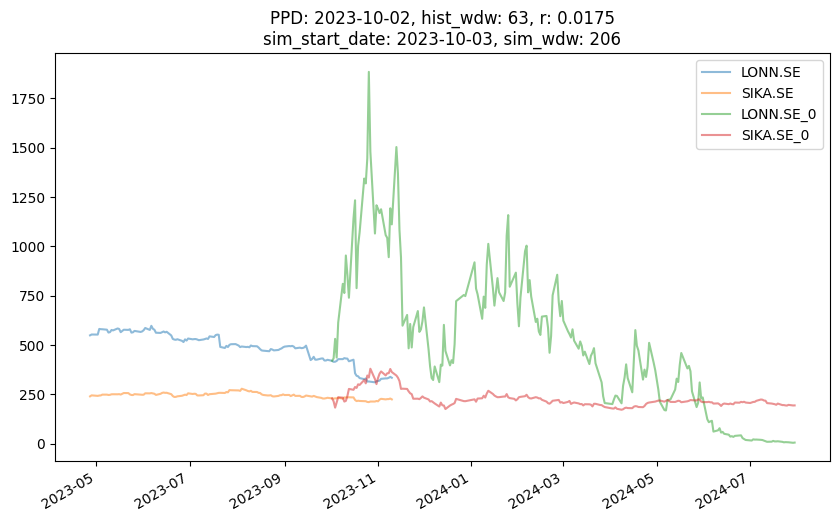 PPD: 2023-10-02, hist_wdw: 63, r: 0.0175
sim_start_date: 2023-10-03, sim_wdw: 206
LONN.SE
SIKA.SE
LONN.SE_0
SIKA.SE_0
1750
1500
1250
1000
750
500
250
0
2023-05
2023-07
2023-09
2023-11
2024-01
2024-03
2024-05
2024-07